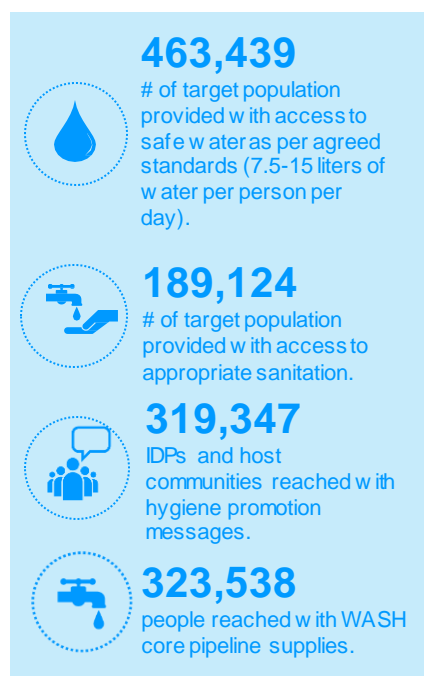 463,439
# of target population
provided with access to
safe water as per agreed
standards (7.5-15 liters of
water per person per
day).
189,124
# of target population
provided with access to
appropriate sanitation.
319,347
IDPs and host
communities reached with
hygiene promotion
messages.
323,538
people reached with WASH
core pipeline supplies.